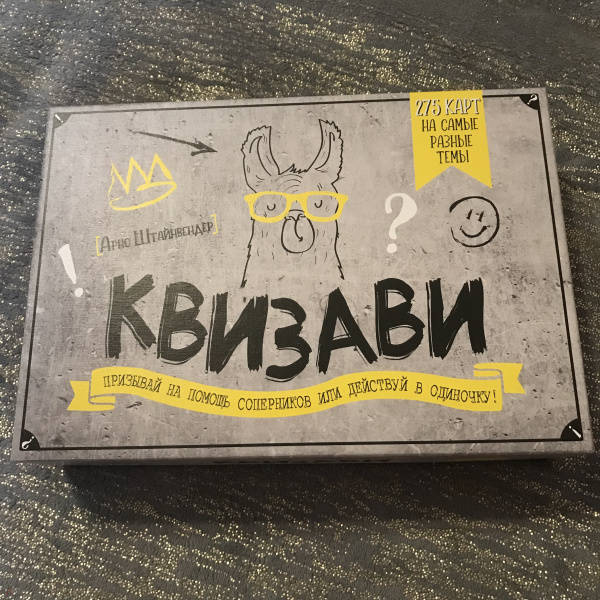 275 КАРТ
НА САМЫЕ
РАЗНЫЕ
ТЕМЫ
[Арно Штайнвендер]
! ?
КВИЗАВИ
ПРИЗЫВАЙ НА ПОМОЩЬ СОПЕРНИКОВ ИЛИ ДЕЙСТВУЙ В ОДИНОЧКУ!